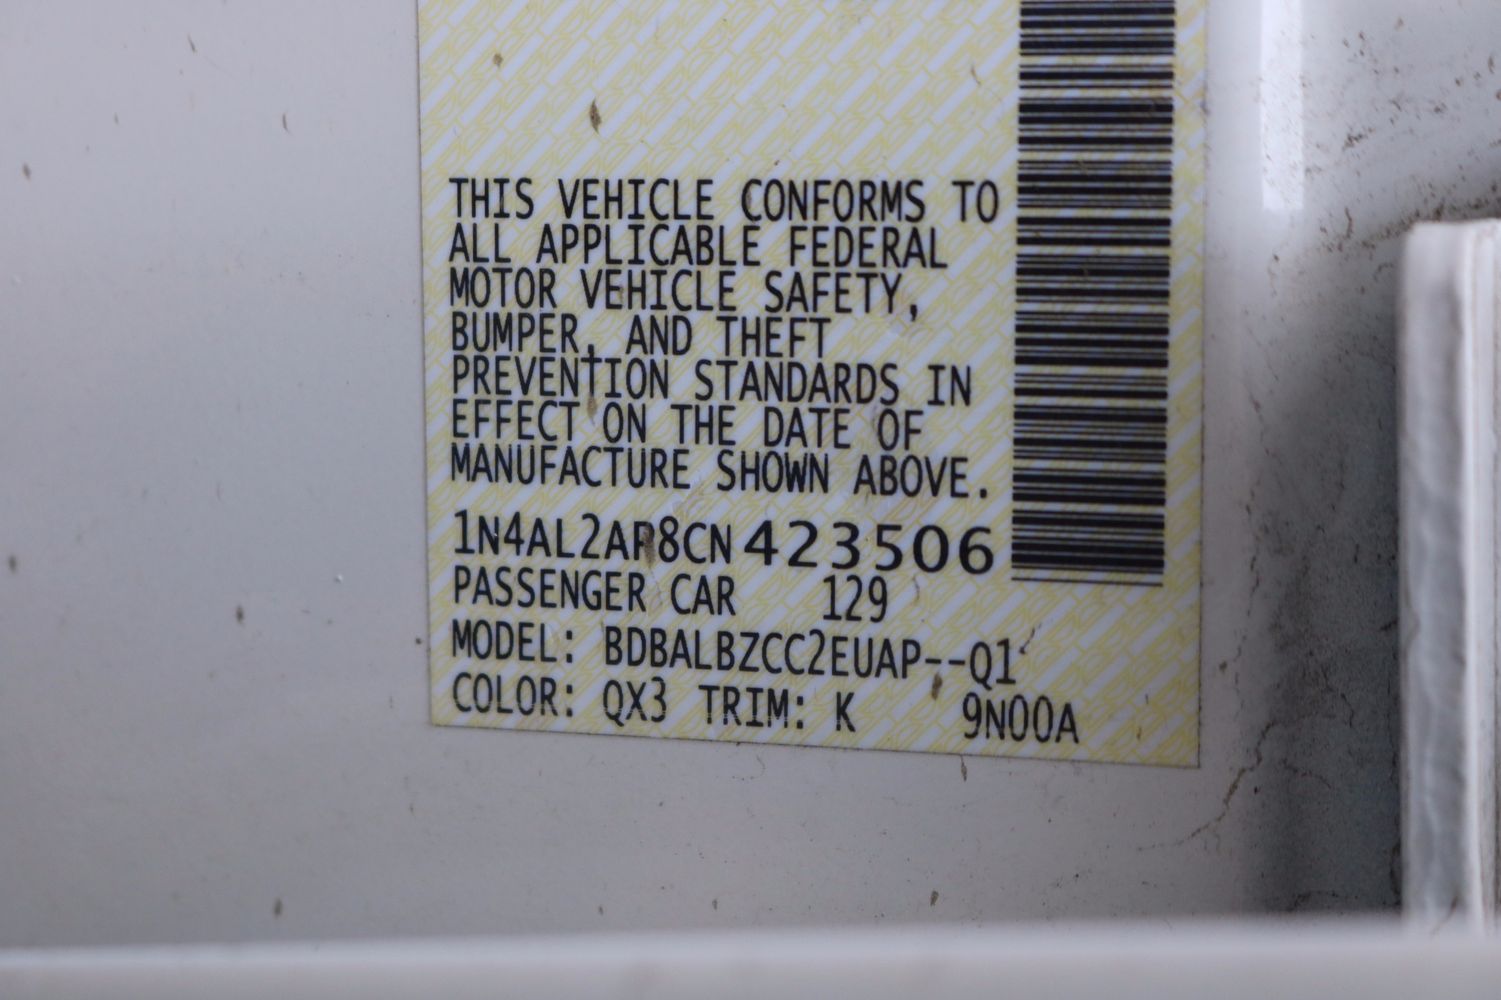 THIS VEHICLE CONFORMS TO
ALL APPLICABLE FEDERAL
MOTOR VEHICLE SAFETY,
BUMPER, AND THEFT
PREVENTION STANDARDS IN
EFFECT ON THE DATE OF
MANUFACTURE SHOWN ABOVE.
1N4AL2AP8CN423506
PASSENGER CAR 129
MODEL: BDBALBZCC2EUAP--Q1
COLOR: QX3 TRIM: K 9N00A